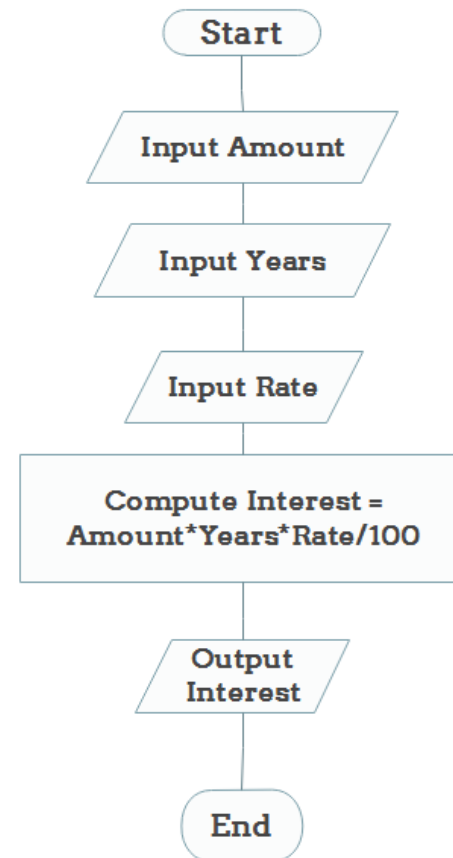 Start
Input Amount
Input Years
Input Rate
Compute Interest =
Amount*Years*Rate/100
Output
Interest
End